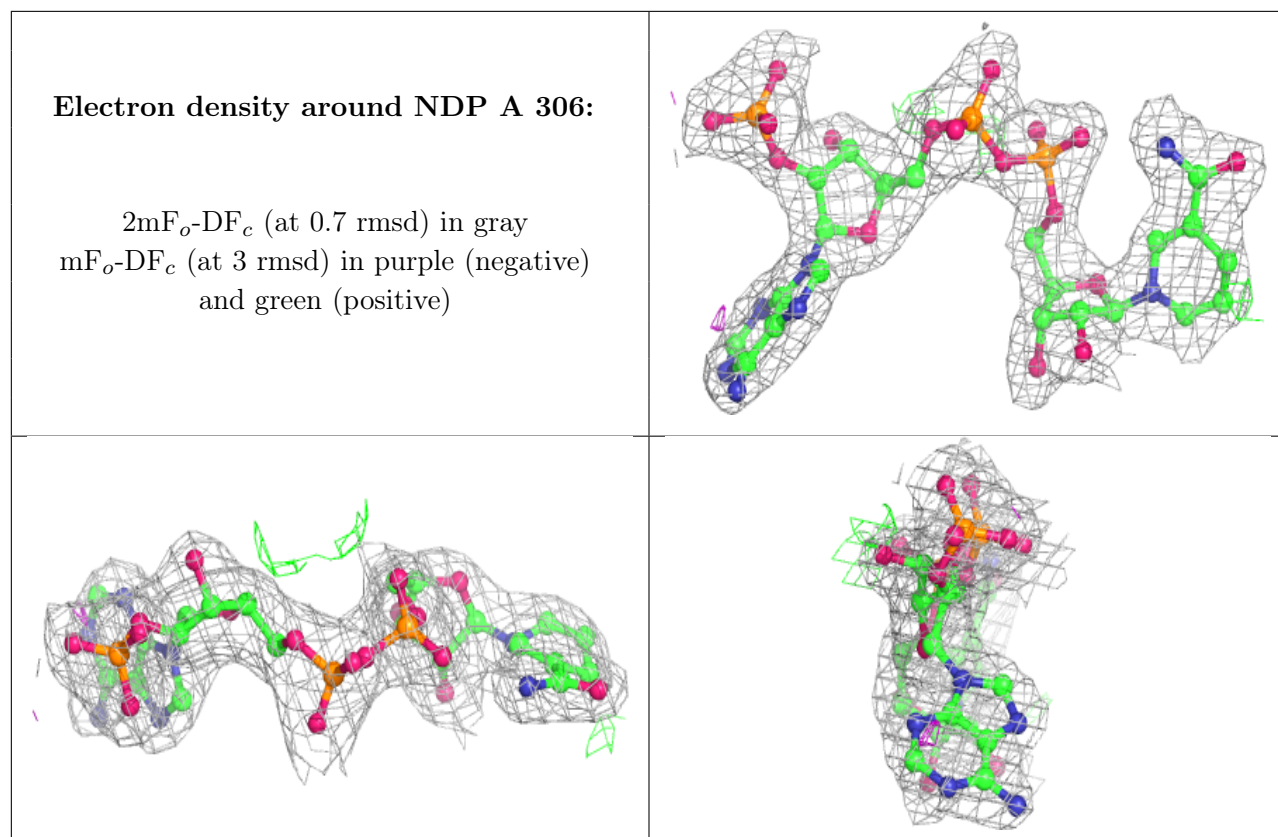 Electron density around NDP A 306:
2mFo-DFc (at 0.7 rmsd) in gray
mFo-DFc (at 3 rmsd) in purple (negative)
and green (positive)